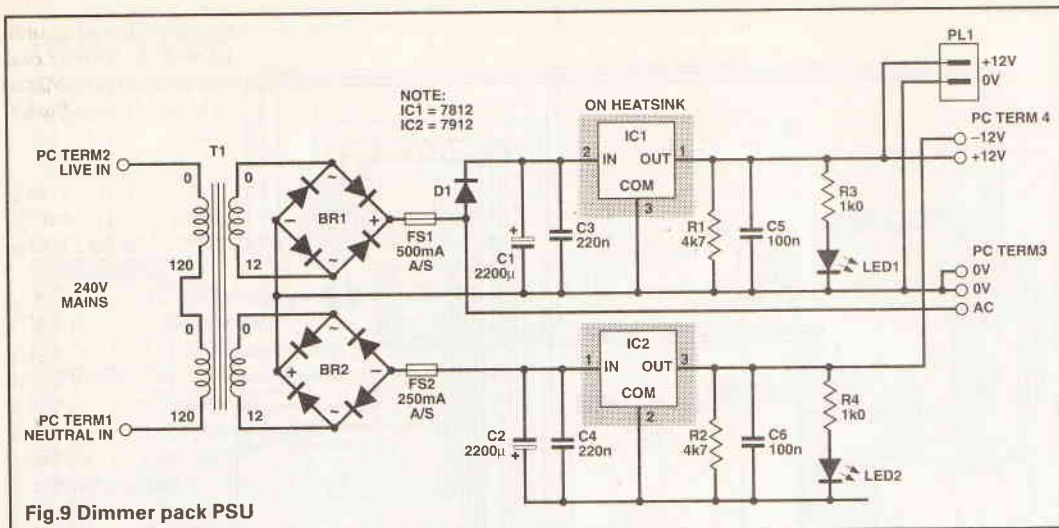 PL1
+12V
0V
NOTE:
IC1 = 7812
IC2 = 7912
ON HEATSINK
PC TERM 4
−12V
+12V
PC TERM2
LIVE IN
T1
0
0
120
12
240V
MAINS
0
0
120
12
PC TERM1
NEUTRAL IN
~
−
BR1
+
~
FS1
500mA
A/S
D1
~
+
BR2
−
~
FS2
250mA
A/S
+
C1
2200µ
C3
220n
2
IN
IC1
OUT
1
COM
3
R1
4k7
C5
100n
R3
1k0
LED1
PC TERM3
0V
0V
AC
C2
2200µ
+
C4
220n
1
IN
IC2
OUT
3
COM
2
R2
4k7
C6
100n
R4
1k0
LED2
Fig.9 Dimmer pack PSU